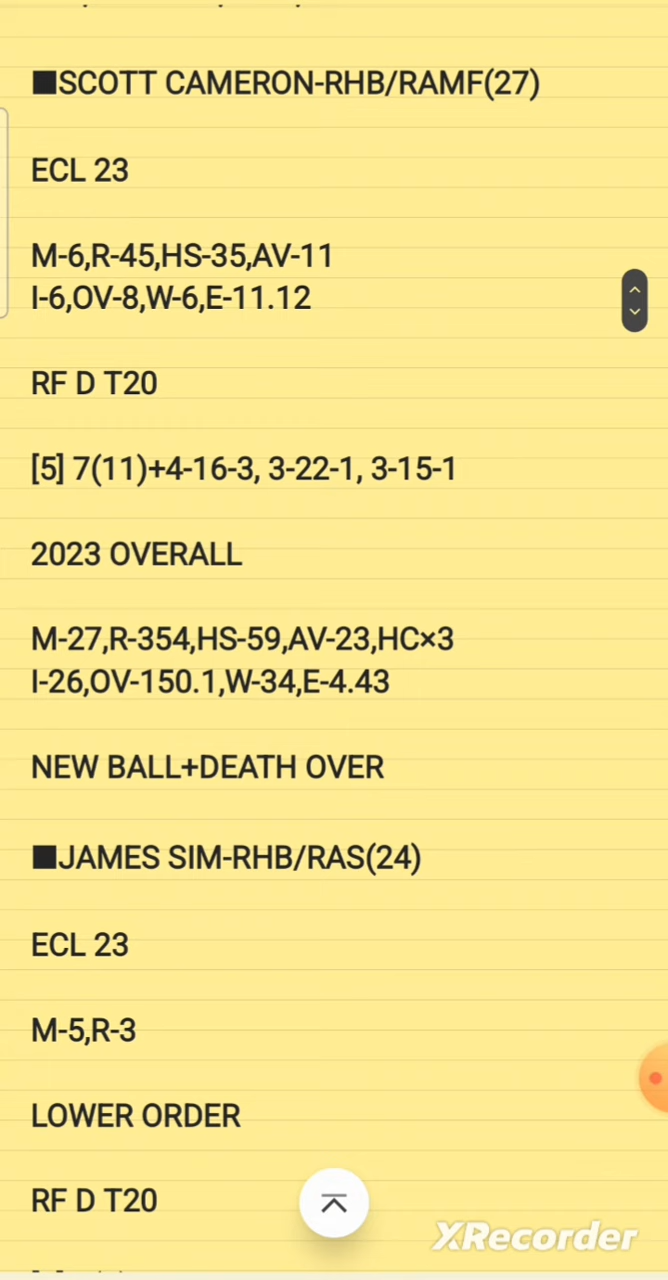 ■SCOTT CAMERON-RHB/RAMF(27)
ECL 23
M-6,R-45,HS-35,AV-11
I-6,OV-8,W-6,E-11.12
RF D T20
[5] 7(11)+4-16-3, 3-22-1, 3-15-1
2023 OVERALL
M-27,R-354,HS-59,AV-23,HC×3
I-26,OV-150.1,W-34,E-4.43
NEW BALL+DEATH OVER
■JAMES SIM-RHB/RAS(24)
ECL 23
M-5,R-3
LOWER ORDER
RF D T20
XRecorder